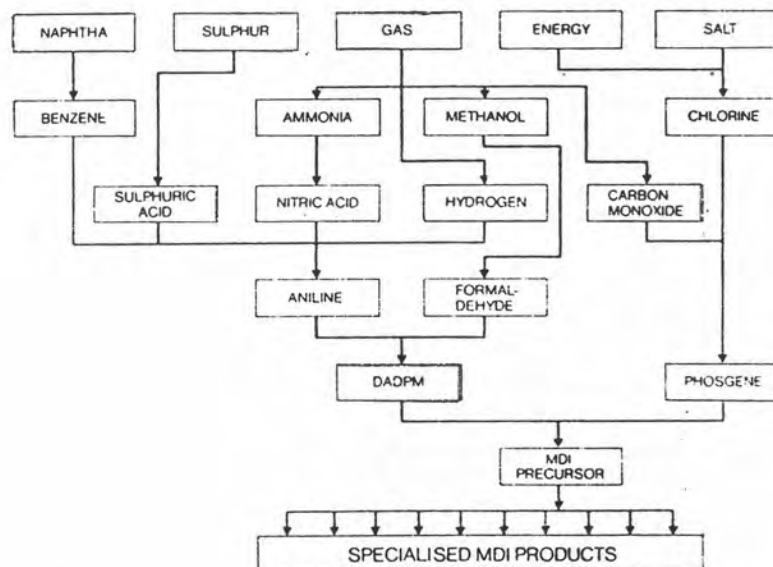 NAPHTHA
SULPHUR
GAS
ENERGY
SALT
BENZENE
AMMONIA
METHANOL
CHLORINE
SULPHURIC
ACID
NITRIC ACID
HYDROGEN
CARBON
MONOXIDE
ANILINE
FORMAL-
DEHYDE
DADPM
PHOSGENE
MDI
PRECURSOR
SPECIALISED MDI PRODUCTS